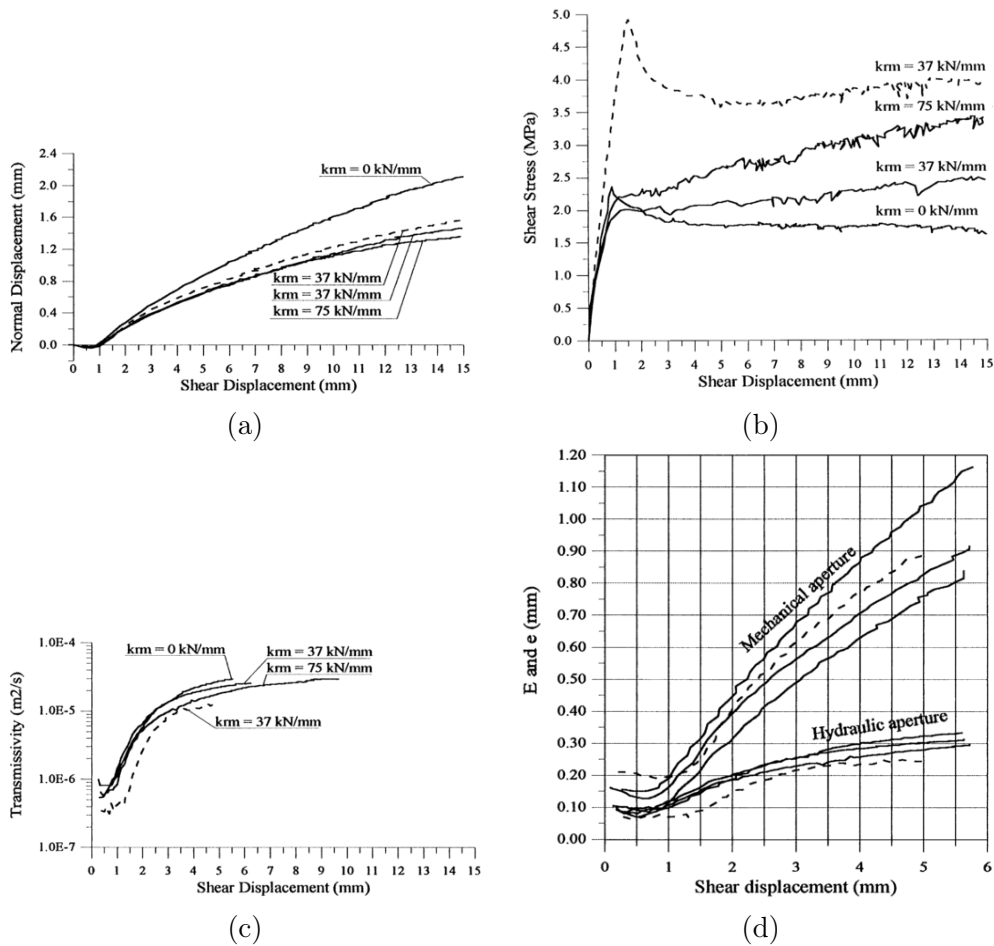 2.4
2.0
1.6
1.2
0.8
0.4
0.0
Normal Displacement (mm)
krm = 0 kN/mm
krm = 37 kN/mm
krm = 37 kN/mm
krm = 75 kN/mm
0 1 2 3 4 5 6 7 8 9 10 11 12 13 14 15
Shear Displacement (mm)
(a)
5.0
4.5
4.0
3.5
3.0
2.5
2.0
1.5
1.0
0.5
0.0
Shear Stress (MPa)
krm = 37 kN/mm
krm = 75 kN/mm
krm = 37 kN/mm
krm = 0 kN/mm
0 1 2 3 4 5 6 7 8 9 10 11 12 13 14 15
Shear Displacement (mm)
(b)
1.0E-4
1.0E-5
1.0E-6
1.0E-7
Transmissivity (m2/s)
krm = 0 kN/mm
krm = 37 kN/mm
krm = 75 kN/mm
krm = 37 kN/mm
0 1 2 3 4 5 6 7 8 9 10 11 12 13 14 15
Shear Displacement (mm)
(c)
1.20
1.10
1.00
0.90
0.80
0.70
0.60
0.50
0.40
0.30
0.20
0.10
0.00
E and e (mm)
Mechanical aperture
Hydraulic aperture
0 1 2 3 4 5 6
Shear displacement (mm)
(d)